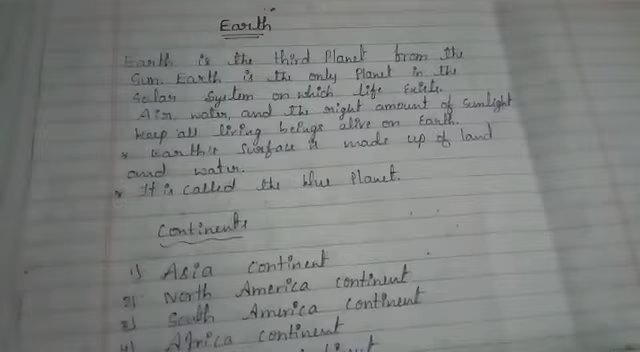 Earth
Earth is the third Planet from the
Sun. Earth is the only Planet in the
Solar System on which life Exists.
Air, water, and the right amount of sunlight
keep all living beings alive on Earth.
* Earth's Surface is made up of land
and water.
* It is called the blue Planet.
Continents
1) Asia continent
2) North America continent
3) South America continent
4) Africa continent